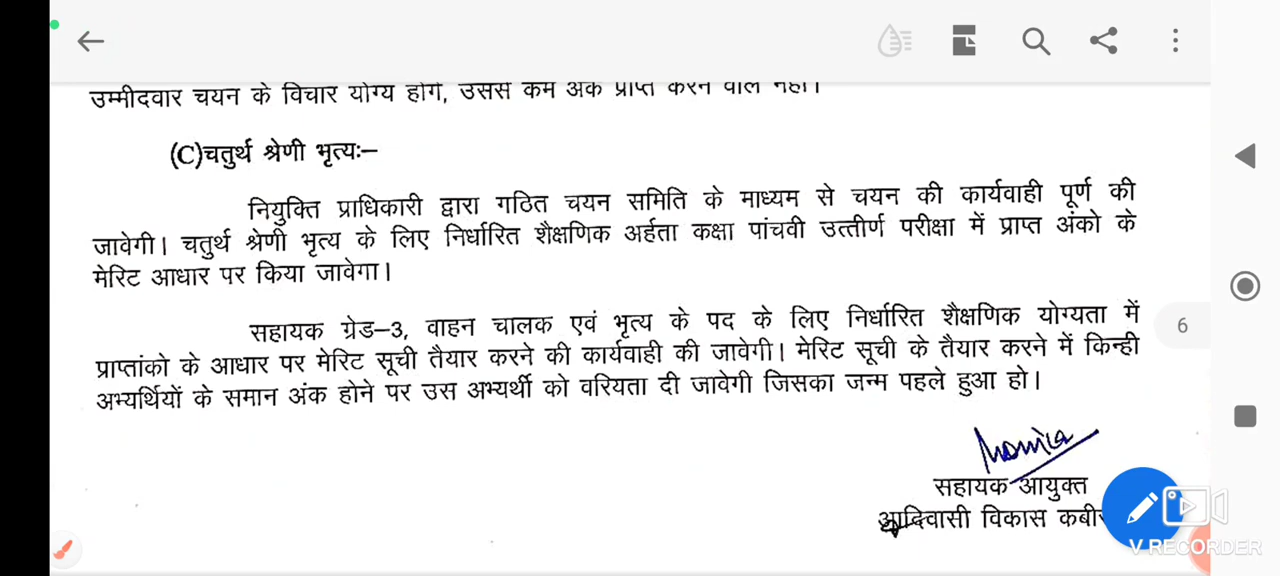 उम्मीदवार चयन के विचार योग्य होंगे, उससे कम अंक प्राप्त करने वाले नहीं।
(C)चतुर्थ श्रेणी भृत्यः–
नियुक्ति प्राधिकारी द्वारा गठित चयन समिति के माध्यम से चयन की कार्यवाही पूर्ण की
जावेगी। चतुर्थ श्रेणी भृत्य के लिए निर्धारित शैक्षणिक अर्हता कक्षा पांचवी उत्तीर्ण परीक्षा में प्राप्त अंको के
मेरिट आधार पर किया जावेगा।
सहायक ग्रेड–3, वाहन चालक एवं भृत्य के पद के लिए निर्धारित शैक्षणिक योग्यता में
प्राप्तांको के आधार पर मेरिट सूची तैयार करने की कार्यवाही की जावेगी। मेरिट सूची के तैयार करने में किन्ही
अभ्यर्थियों के समान अंक होने पर उस अभ्यर्थी को वरियता दी जावेगी जिसका जन्म पहले हुआ हो।
6
सहायक आयुक्त
आदिवासी विकास
V RECORDER